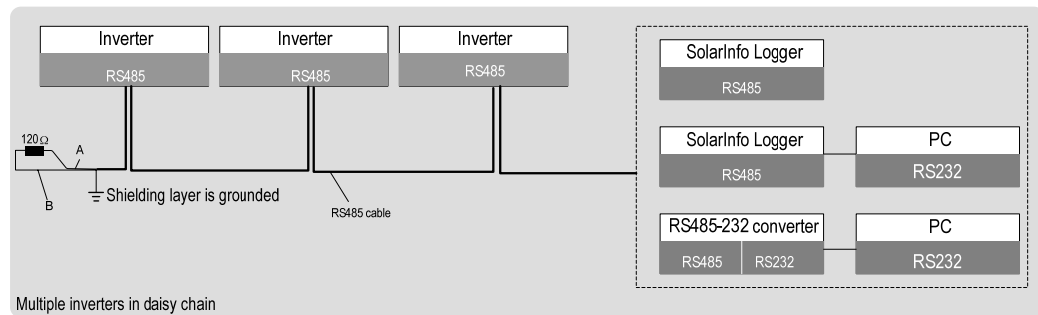 Inverter
RS485
Inverter
RS485
Inverter
RS485
120Ω
A
B
Shielding layer is grounded
RS485 cable
SolarInfo Logger
RS485
SolarInfo Logger
RS485
PC
RS232
RS485-232 converter
RS485
RS232
PC
RS232
Multiple inverters in daisy chain